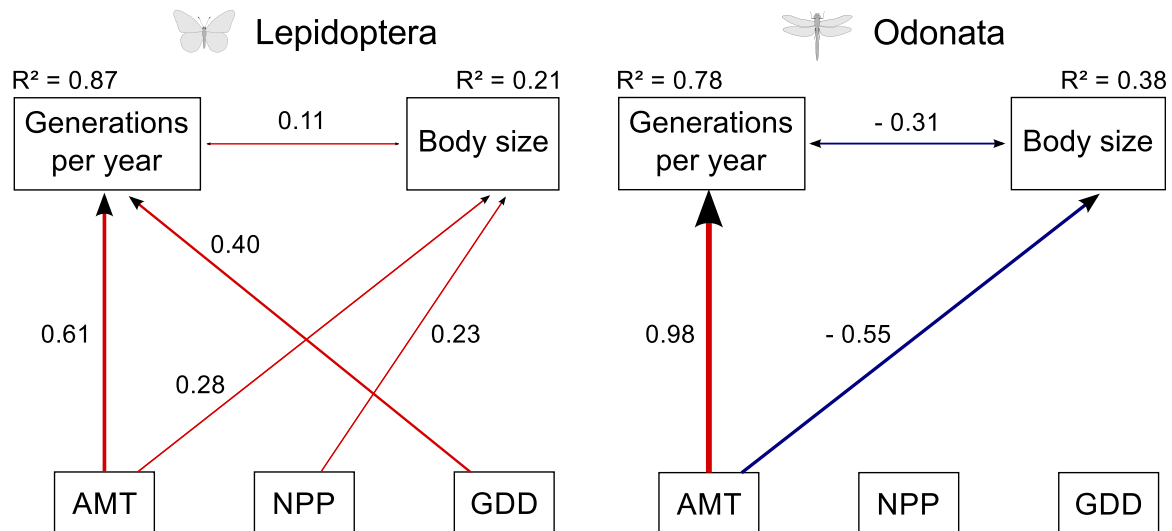 Lepidoptera
R² = 0.87
R² = 0.21
Generations
per year
0.11
Body size
0.40
0.61
0.23
0.28
AMT
NPP
GDD
Odonata
R² = 0.78
R² = 0.38
Generations
per year
- 0.31
Body size
0.98
- 0.55
AMT
NPP
GDD